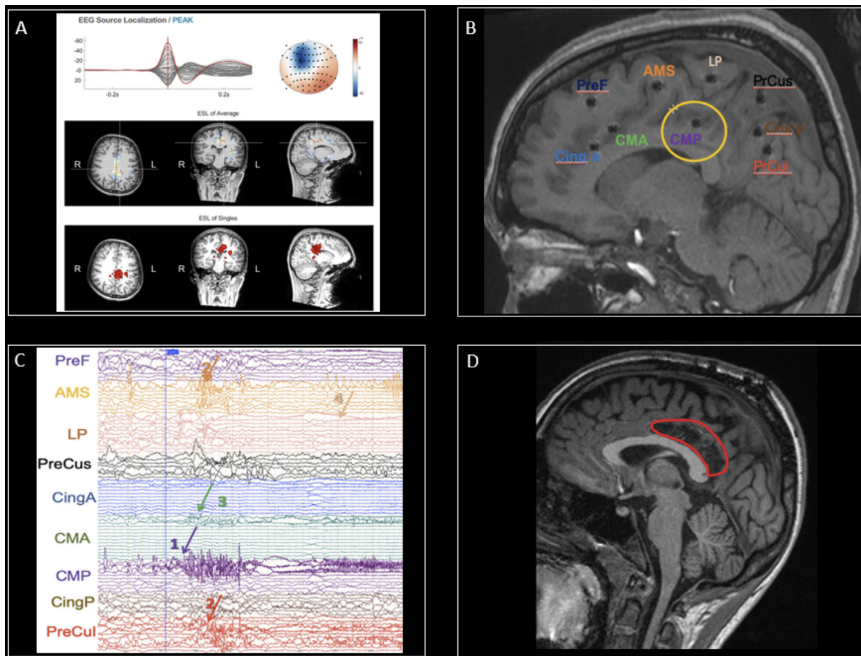 A
EEG Source Localization / PEAK
-60
-40
-20
-0
20
-0.2s
0.2s
ESL of Average
R
L
ESL of Singles
R
L
R
L
B
LP
AMS
PreF
PrCus
CMA
CMP
Cing a
PrCul
C
PreF
AMS
LP
PreCus
CingA
CMA
CMP
CingP
PreCul
2
4
3
1
2
D